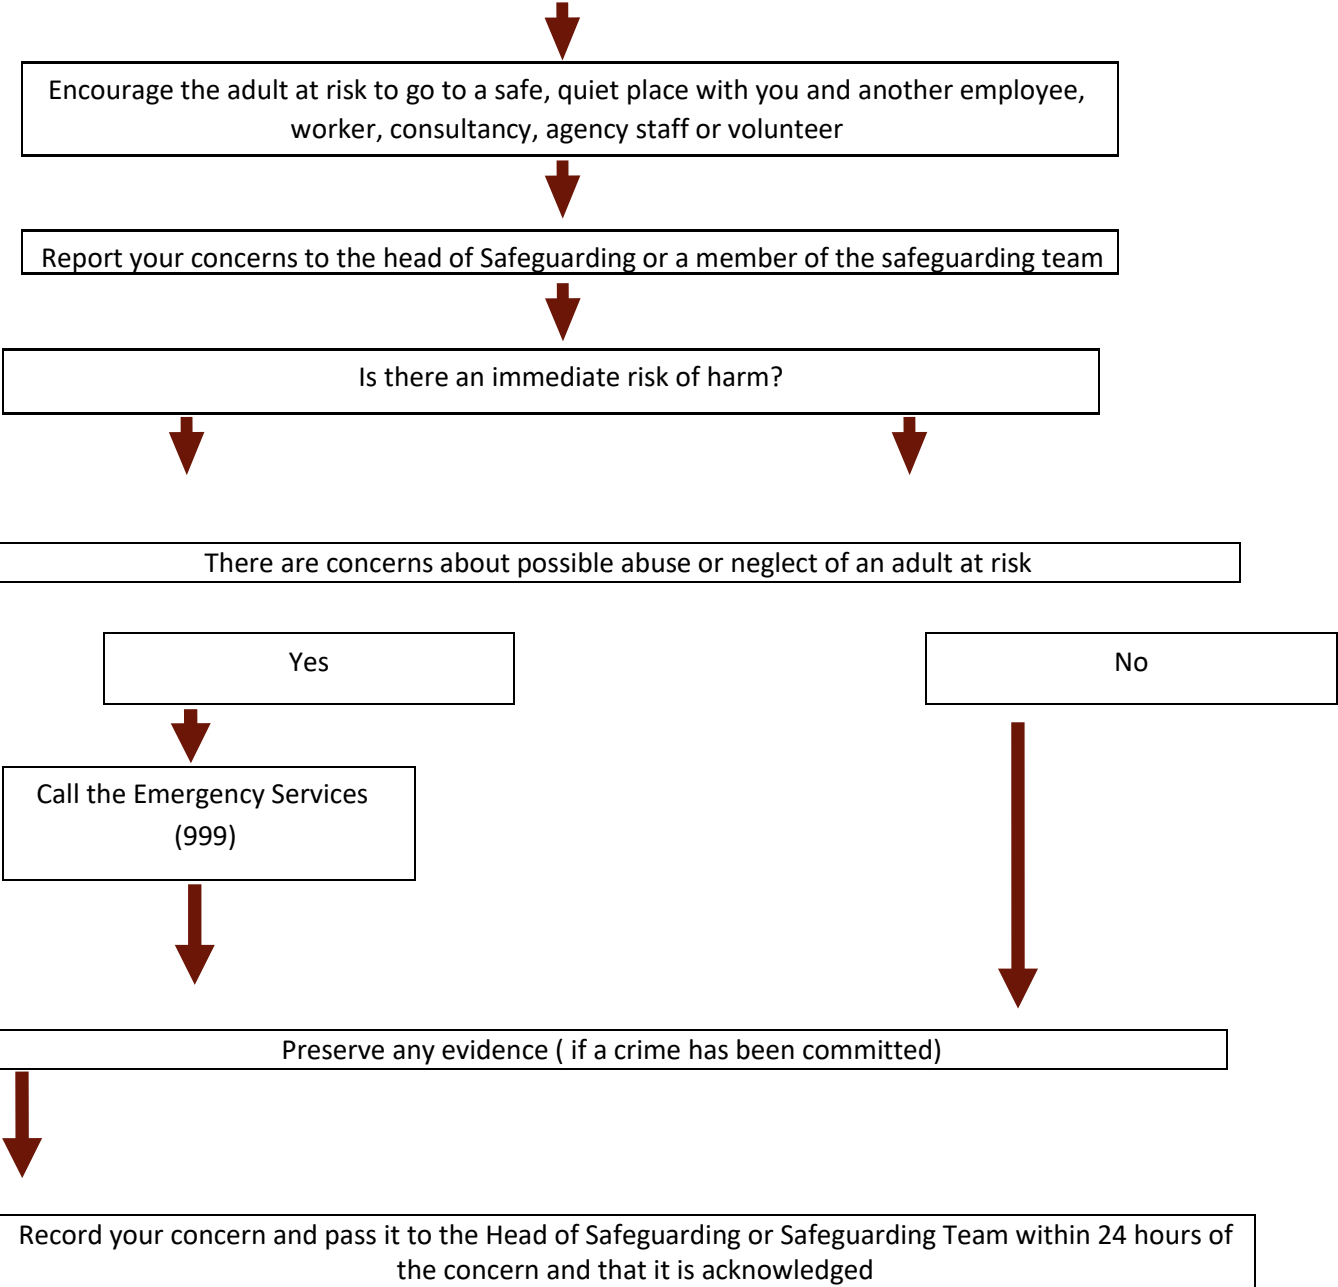 Encourage the adult at risk to go to a safe, quiet place with you and another employee,
worker, consultancy, agency staff or volunteer
Report your concerns to the head of Safeguarding or a member of the safeguarding team
Is there an immediate risk of harm?
There are concerns about possible abuse or neglect of an adult at risk
Yes
No
Call the Emergency Services
(999)
Preserve any evidence ( if a crime has been committed)
Record your concern and pass it to the Head of Safeguarding or Safeguarding Team within 24 hours of
the concern and that it is acknowledged